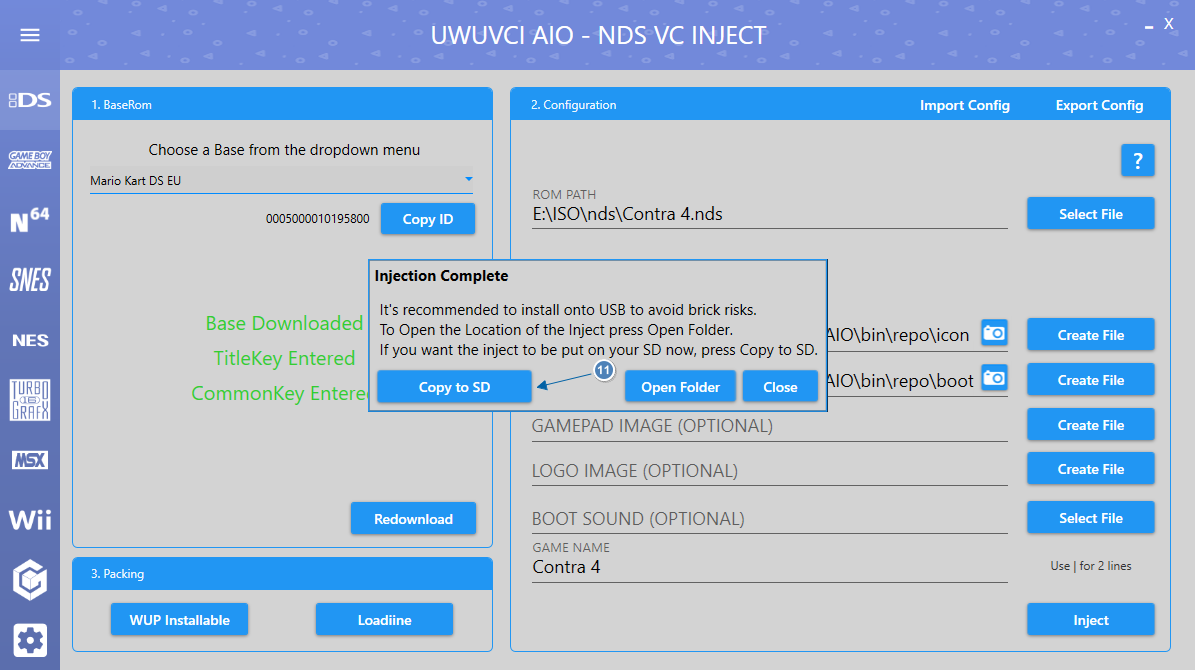 UWUVCI AIO - NDS VC INJECT
X
DS
GAME BOY
ADVANCE
N64
SNES
NES
TURBO
16
GRAFX
MSX
Wii
1. BaseRom
Choose a Base from the dropdown menu
Mario Kart DS EU
0005000010195800
Copy ID
Base Downloaded
TitleKey Entered
CommonKey Entere
Redownload
3. Packing
WUP Installable
Loadiine
2. Configuration
Import Config
Export Config
?
ROM PATH
E:\ISO\nds\Contra 4.nds
Select File
Injection Complete
It's recommended to install onto USB to avoid brick risks.
To Open the Location of the Inject press Open Folder.
If you want the inject to be put on your SD now, press Copy to SD.
11
Copy to SD
Open Folder
Close
AIO\bin\repo\icon
Create File
AIO\bin\repo\boot
Create File
GAMEPAD IMAGE (OPTIONAL)
Create File
LOGO IMAGE (OPTIONAL)
Create File
BOOT SOUND (OPTIONAL)
Select File
GAME NAME
Contra 4
Use | for 2 lines
Inject